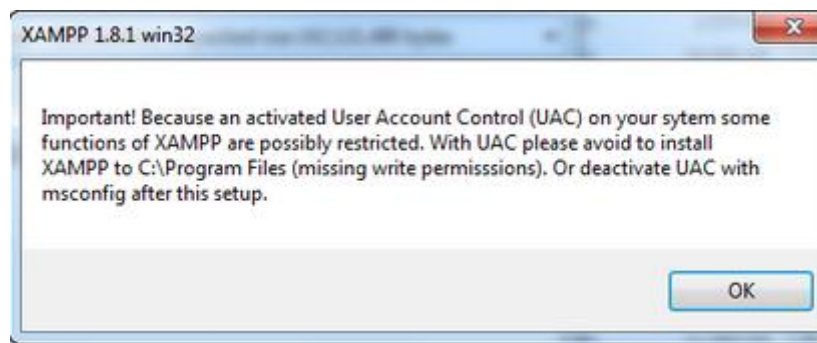 XAMPP 1.8.1 win32
Important! Because an activated User Account Control (UAC) on your sytem some
functions of XAMPP are possibly restricted. With UAC please avoid to install
XAMPP to C:\Program Files (missing write permisssions). Or deactivate UAC with
msconfig after this setup.
OK